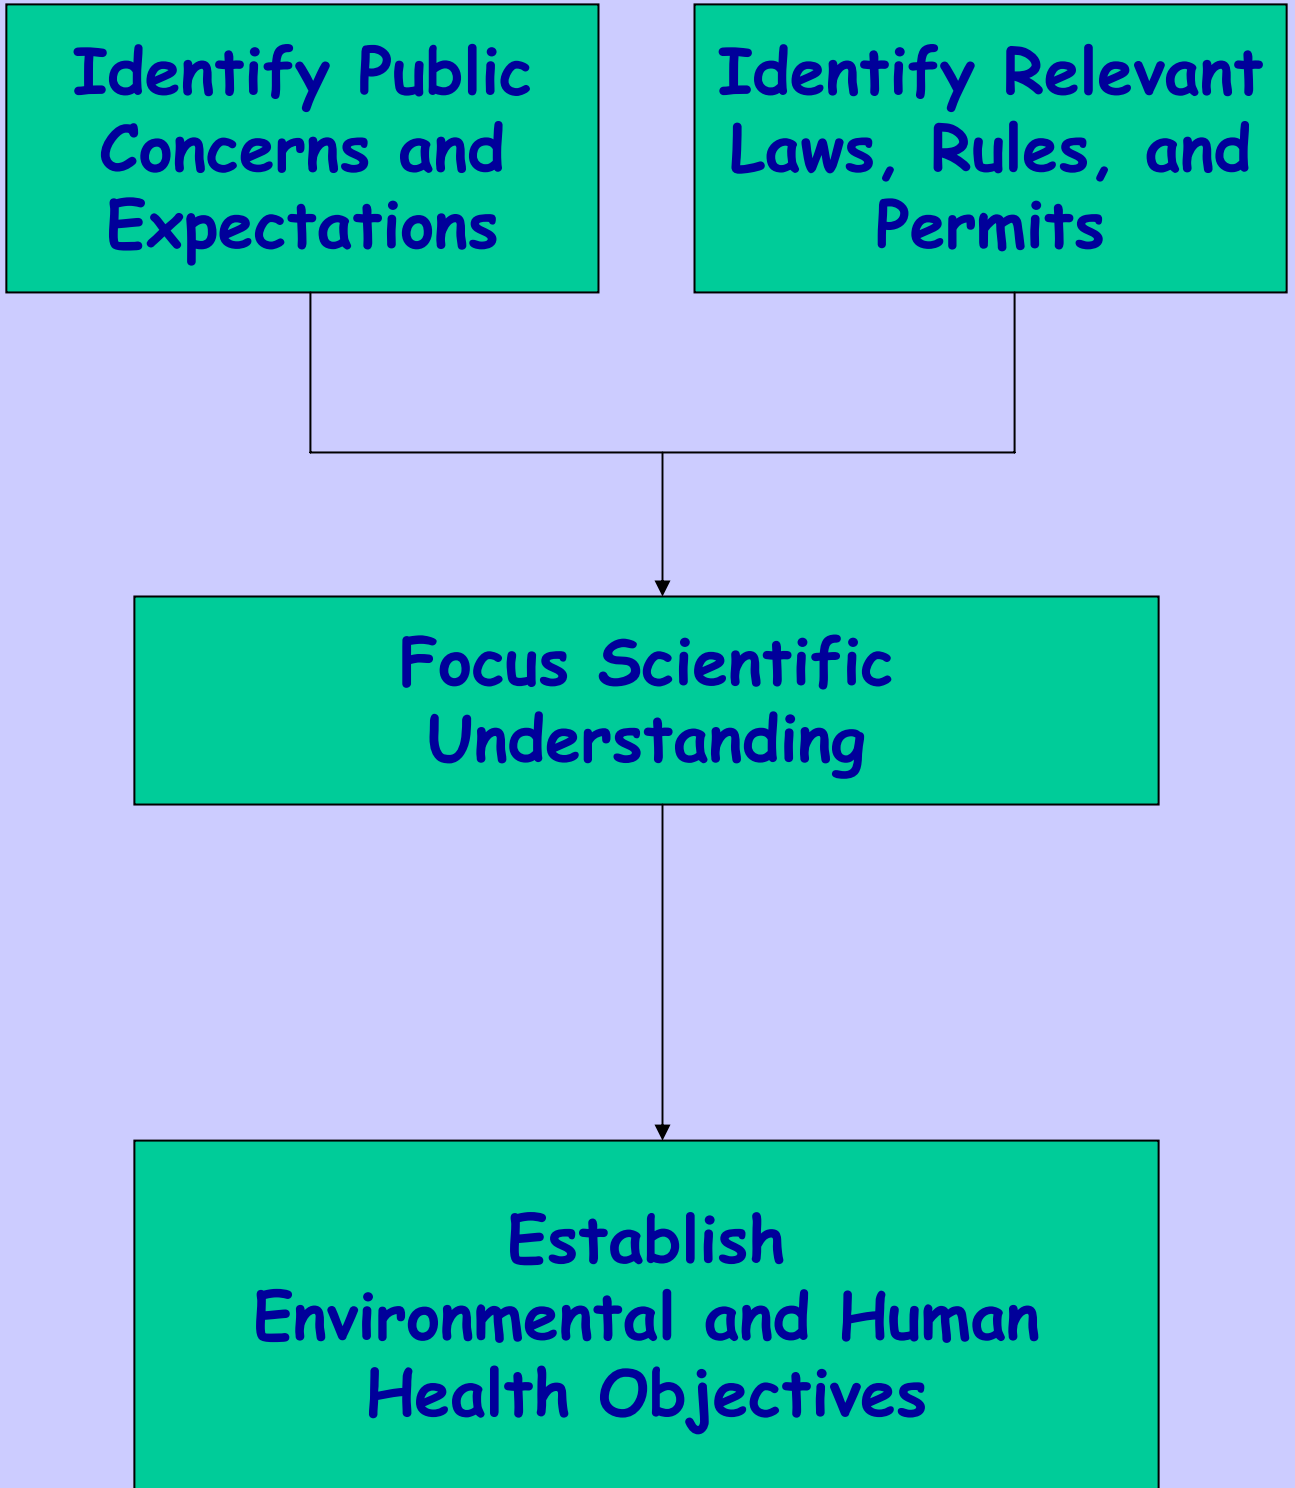 Identify Public
Concerns and
Expectations
Identify Relevant
Laws, Rules, and
Permits
Focus Scientific
Understanding
Establish
Environmental and Human
Health Objectives